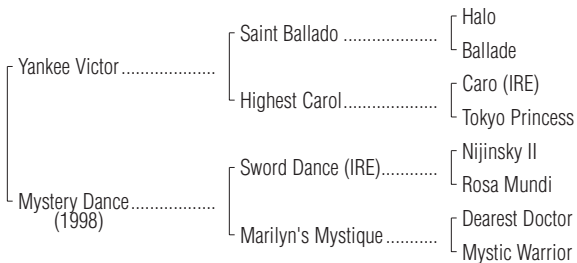 Halo
Saint Ballado ....................
Ballade
Yankee Victor ....................
Caro (IRE)
Highest Carol ....................
Tokyo Princess
Nijinsky II
Sword Dance (IRE) ............
Rosa Mundi
Mystery Dance ..................
(1998)
Dearest Doctor
Marilyn's Mystique ...........
Mystic Warrior